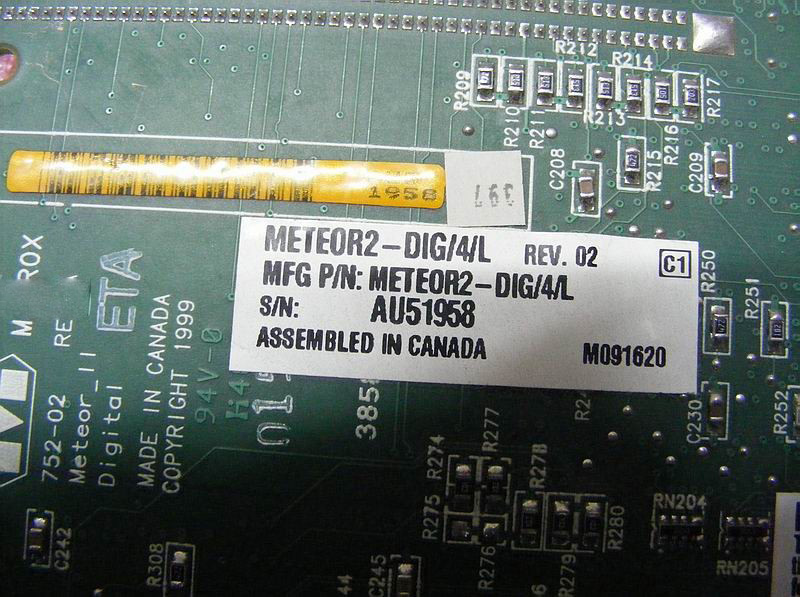 R212
R214
R209
R217
R210
R211
R213
R216
R215
C208
C209
1958
METEOR2-DIG/4/L REV. 02
C1
MFG P/N: METEOR2-DIG/4/L
S/N: AU51958
ASSEMBLED IN CANADA M091620
R250
R251
R252
C230
ROX
M
RE
752-02
Meteor_II
Digital
ETA
MADE IN CANADA
COPYRIGHT 1999
94V-0
R274
R277
R278
R275
R276
R279
R280
RN204
RN205
C242
R308
44
C245
6